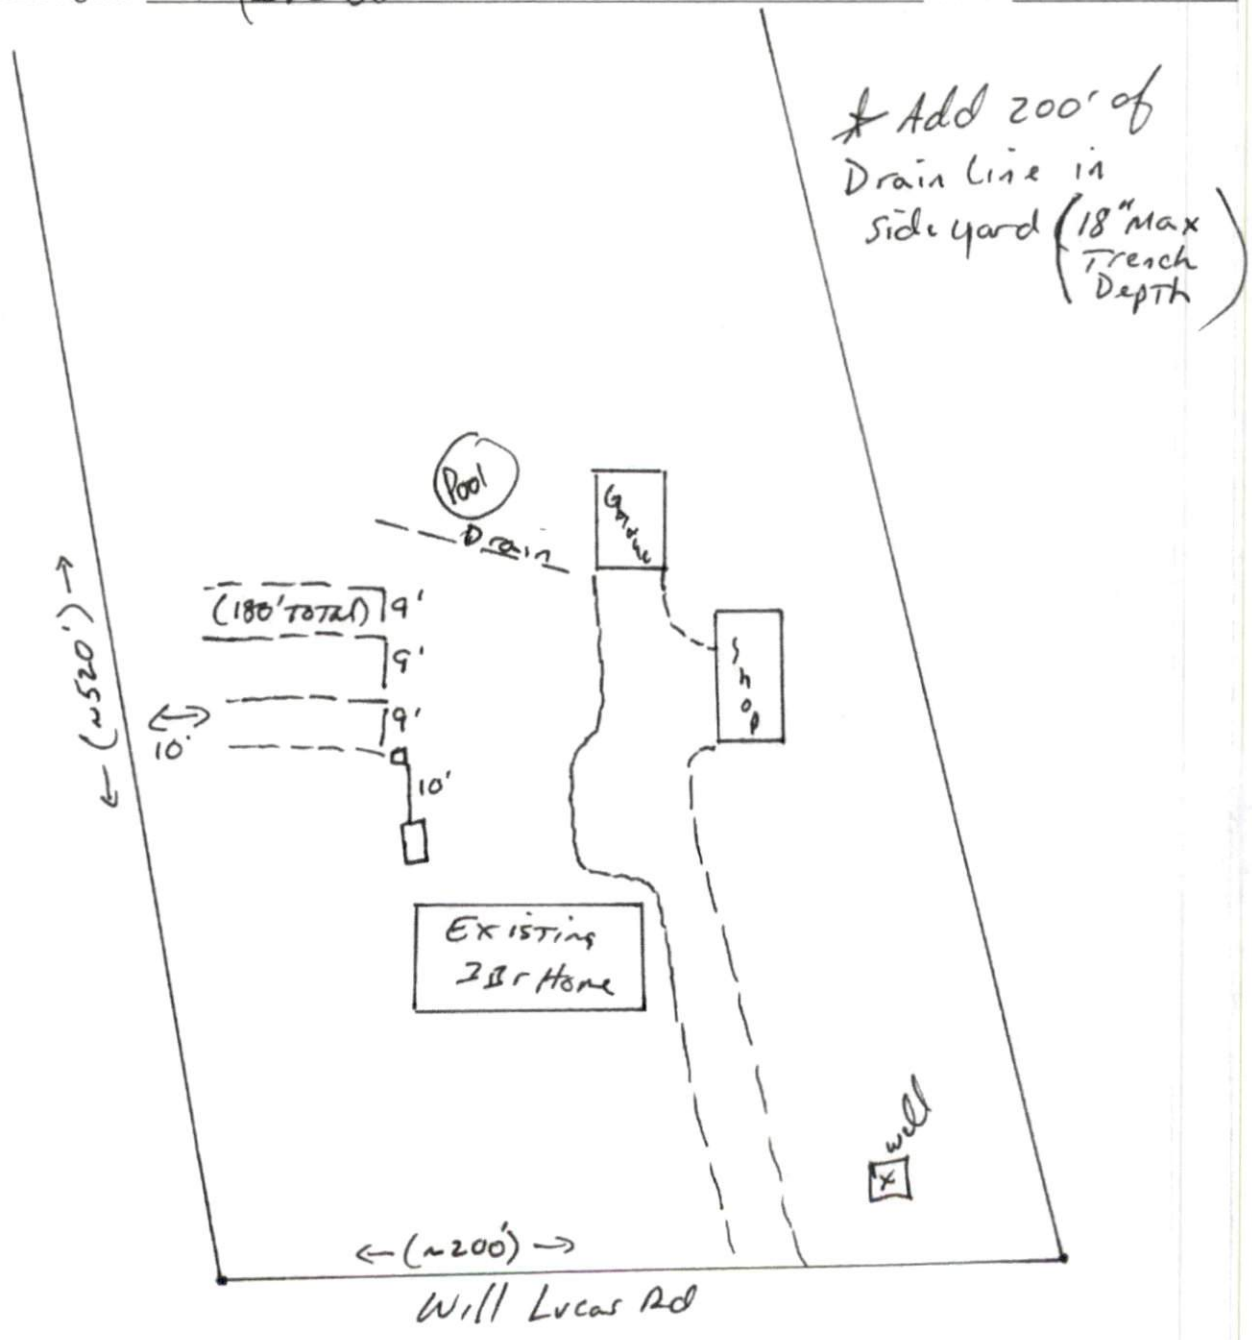 * Add 200' of
Drain Line in
side yard (18" Max
Trench
Depth)
Pool
Drain
Garage
(180' TOTAL)
9'
9'
9'
10'
10'
Shop
(~520')
Existing
3Br Home
well
X
(~200')
Will Lucas Rd